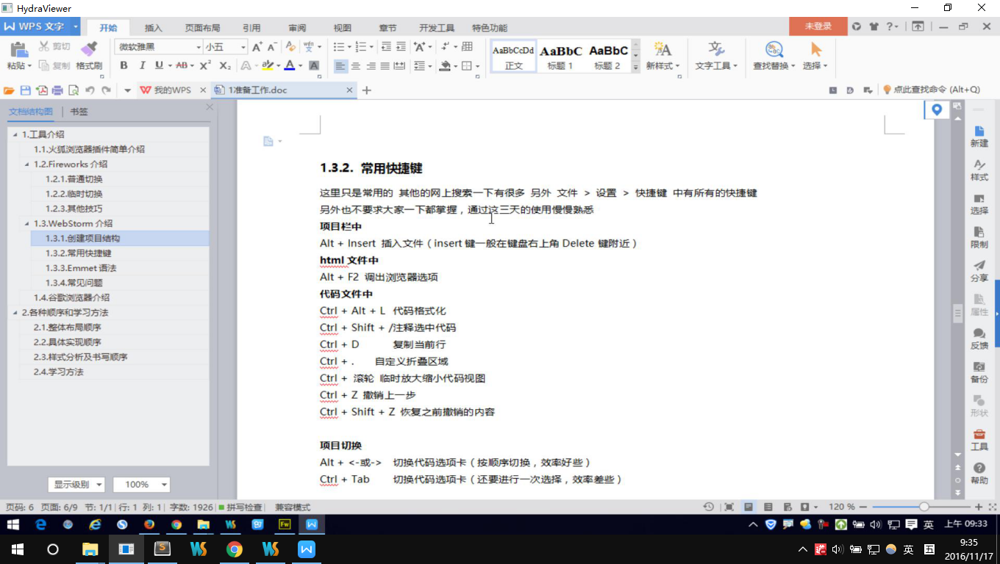 HydraViewer
WPS 文字 开始 插入 页面布局 引用 审阅 视图 章节 开发工具 特色功能 未登录
剪切 微软雅黑 小五 AaBbCcDd AaBbC AaBbC
粘贴 复制 格式刷 B I U AB X² X₂ A 正文 标题 1 标题 2 新样式 文字工具 查找替换 选择
我的WPS 1准备工作.doc 点此查找命令 (Alt+Q)
文档结构图 书签
1.工具介绍
1.1.火狐浏览器插件简单介绍
1.2.Fireworks 介绍
1.2.1.普通切换
1.2.2.临时切换
1.2.3.其他技巧
1.3.WebStorm 介绍
1.3.1.创建项目结构
1.3.2.常用快捷键
1.3.3.Emmet 语法
1.3.4.常见问题
1.4.谷歌浏览器介绍
2.各种顺序和学习方法
2.1.整体布局顺序
2.2.具体实现顺序
2.3.样式分析及书写顺序
2.4.学习方法
显示级别 100%
1.3.2. 常用快捷键
这里只是常用的 其他的网上搜索一下有很多 另外 文件 > 设置 > 快捷键 中有所有的快捷键
另外也不要求大家一下都掌握，通过这三天的使用慢慢熟悉
项目栏中
Alt + Insert 插入文件（insert 键一般在键盘右上角 Delete 键附近）
html 文件中
Alt + F2 调出浏览器选项
代码文件中
Ctrl + Alt + L 代码格式化
Ctrl + Shift + /注释选中代码
Ctrl + D 复制当前行
Ctrl + . 自定义折叠区域
Ctrl + 滚轮 临时放大缩小代码视图
Ctrl + Z 撤销上一步
Ctrl + Shift + Z 恢复之前撤销的内容
项目切换
Alt + <-或-> 切换代码选项卡（按顺序切换，效率好些）
Ctrl + Tab 切换代码选项卡（还要进行一次选择，效率差些）
新建
样式
选择
限制
分享
属性
反馈
备份
形状
工具
帮助
页码: 6 页面: 6/9 节: 1/1 行: 1 列: 1 字数: 1926 拼写检查 兼容模式 120 %
英 上午 09:33
英 9:35
2016/11/17